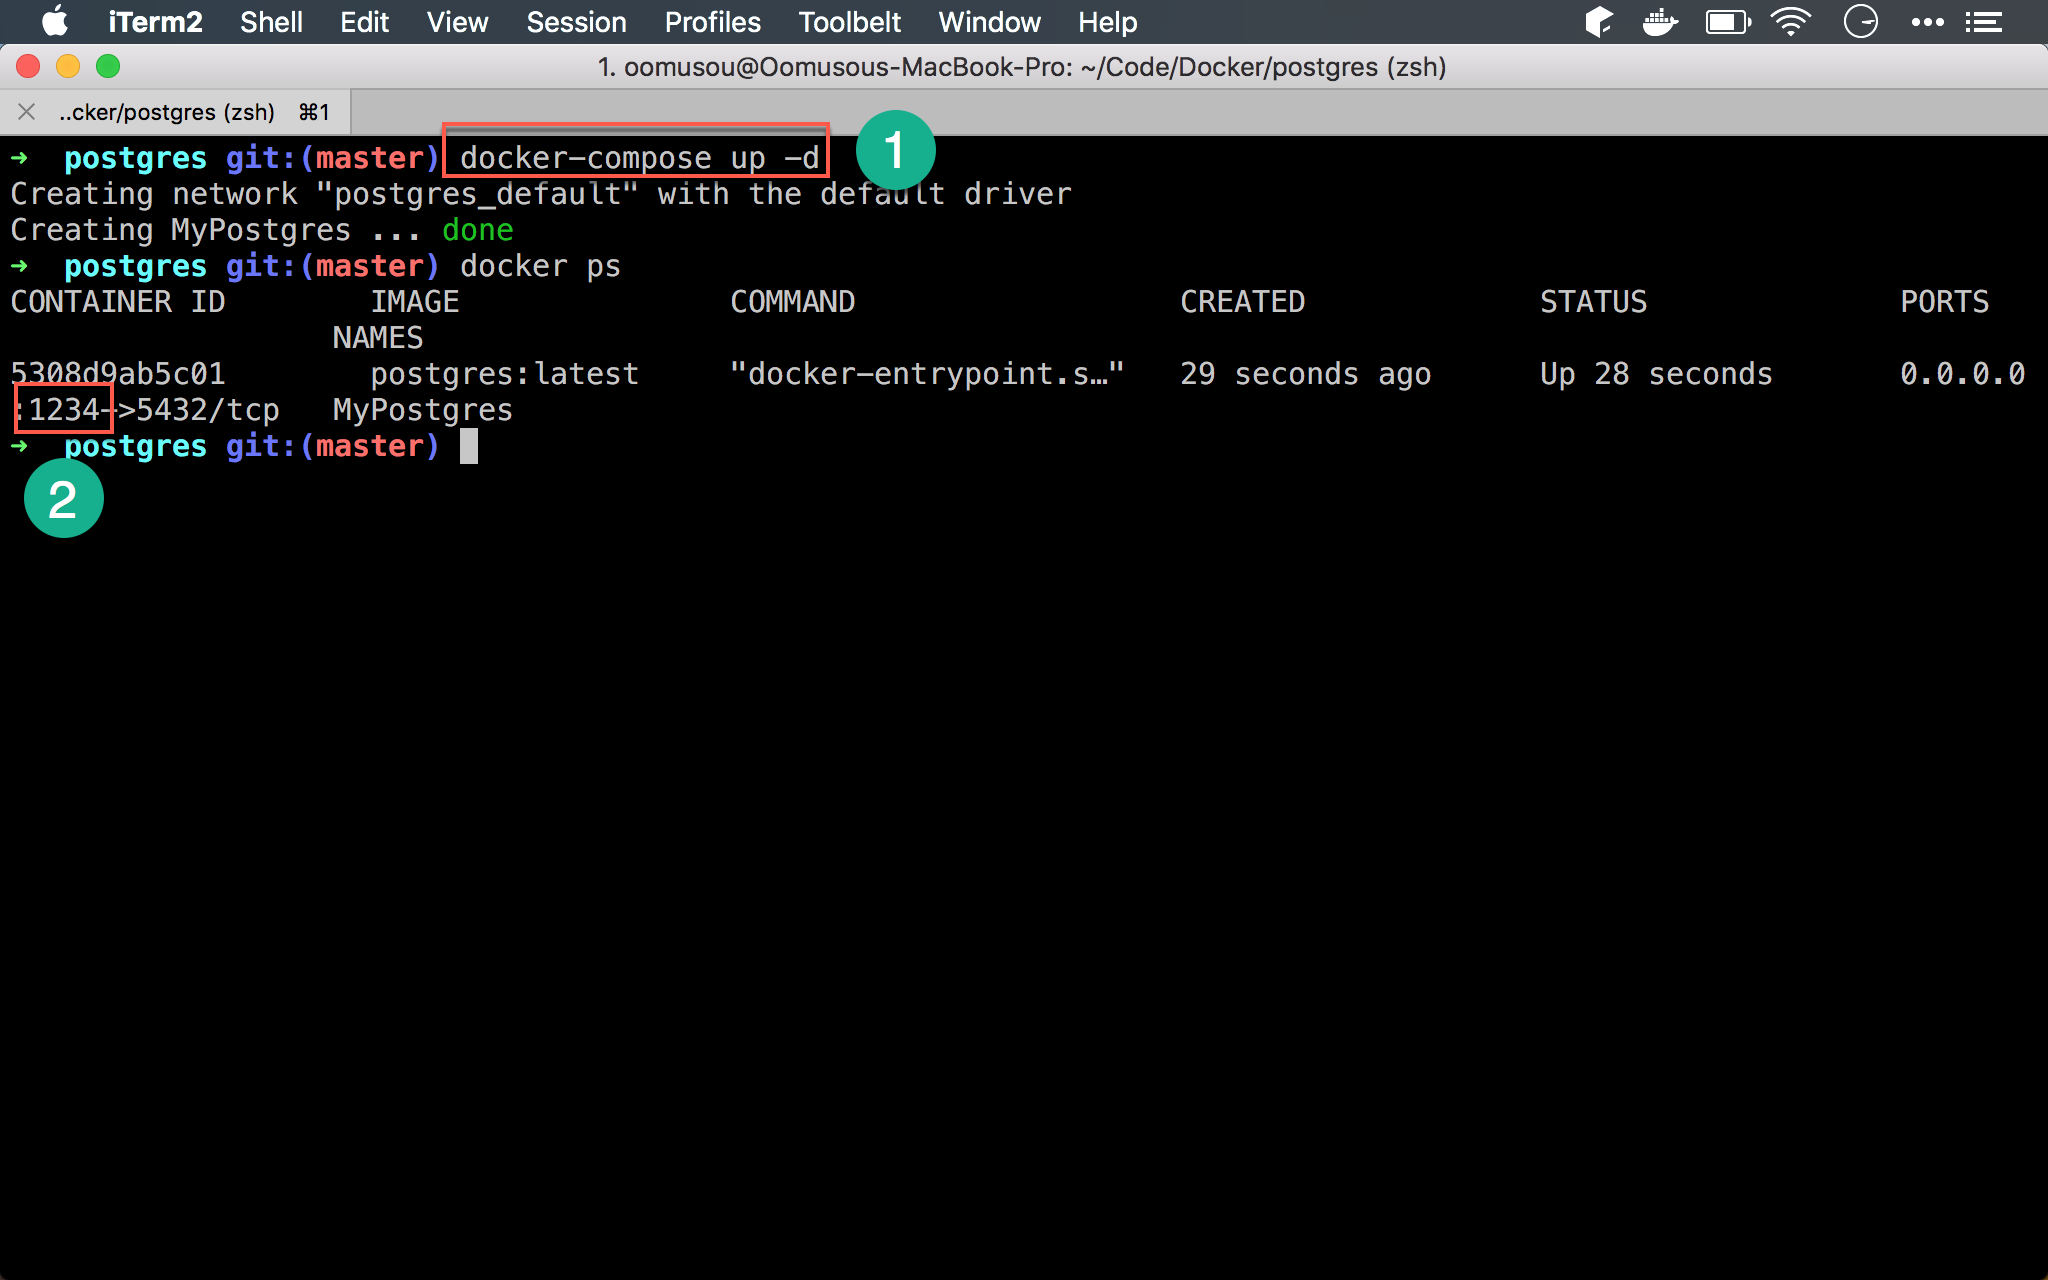 iTerm2 Shell Edit View Session Profiles Toolbelt Window Help
1. oomusou@Oomusous-MacBook-Pro: ~/Code/Docker/postgres (zsh)
..cker/postgres (zsh) ⌘1
➜ postgres git:(master) docker-compose up -d
1
Creating network "postgres_default" with the default driver
Creating MyPostgres ... done
➜ postgres git:(master) docker ps
CONTAINER ID IMAGE COMMAND CREATED STATUS PORTS
NAMES
5308d9ab5c01 postgres:latest "docker-entrypoint.s…" 29 seconds ago Up 28 seconds 0.0.0.0
:1234->5432/tcp MyPostgres
➜ postgres git:(master)
2